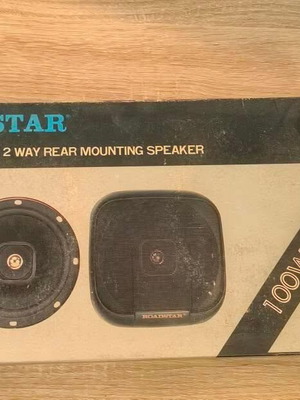 STAR
2 WAY REAR MOUNTING SPEAKER
ROADSTAR
100W